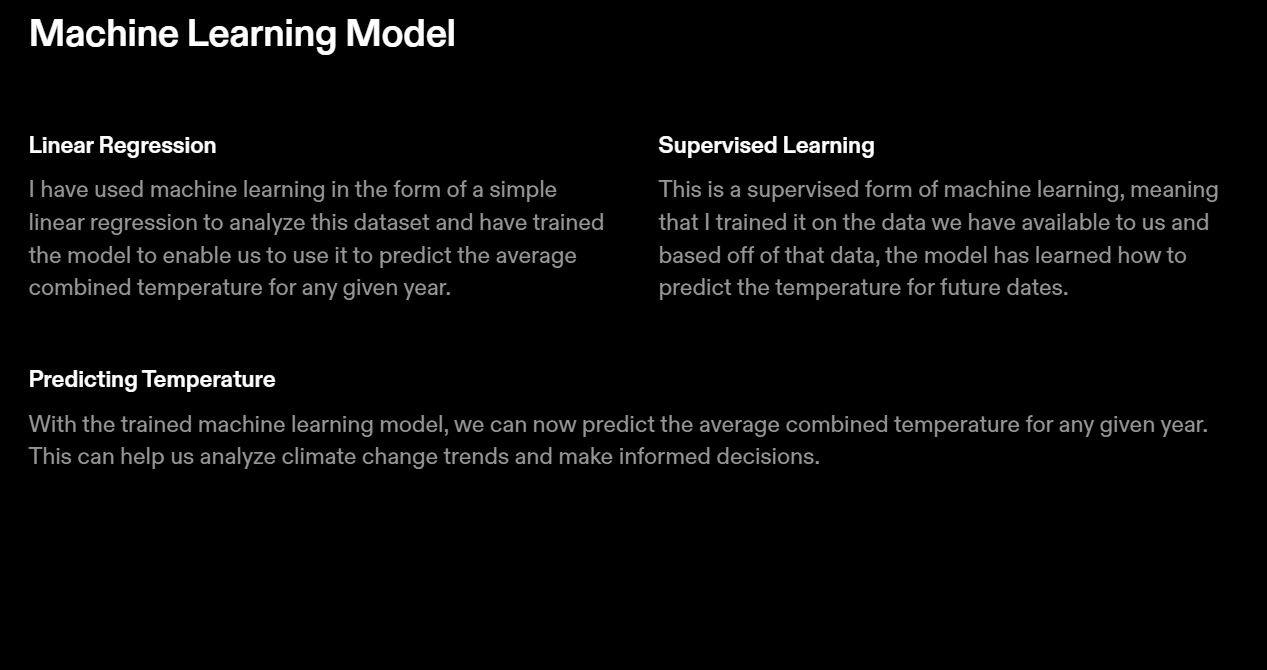 Machine Learning Model
Linear Regression
I have used machine learning in the form of a simple
linear regression to analyze this dataset and have trained
the model to enable us to use it to predict the average
combined temperature for any given year.
Supervised Learning
This is a supervised form of machine learning, meaning
that I trained it on the data we have available to us and
based off of that data, the model has learned how to
predict the temperature for future dates.
Predicting Temperature
With the trained machine learning model, we can now predict the average combined temperature for any given year.
This can help us analyze climate change trends and make informed decisions.